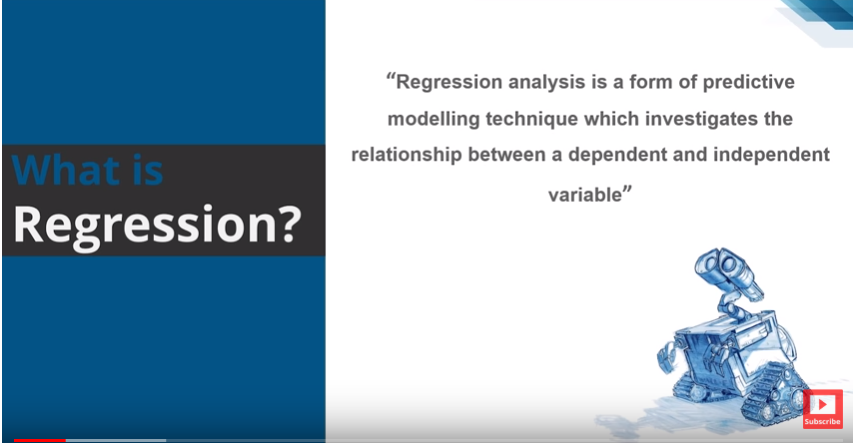 What is
Regression?
“Regression analysis is a form of predictive
modelling technique which investigates the
relationship between a dependent and independent
variable”
Subscribe